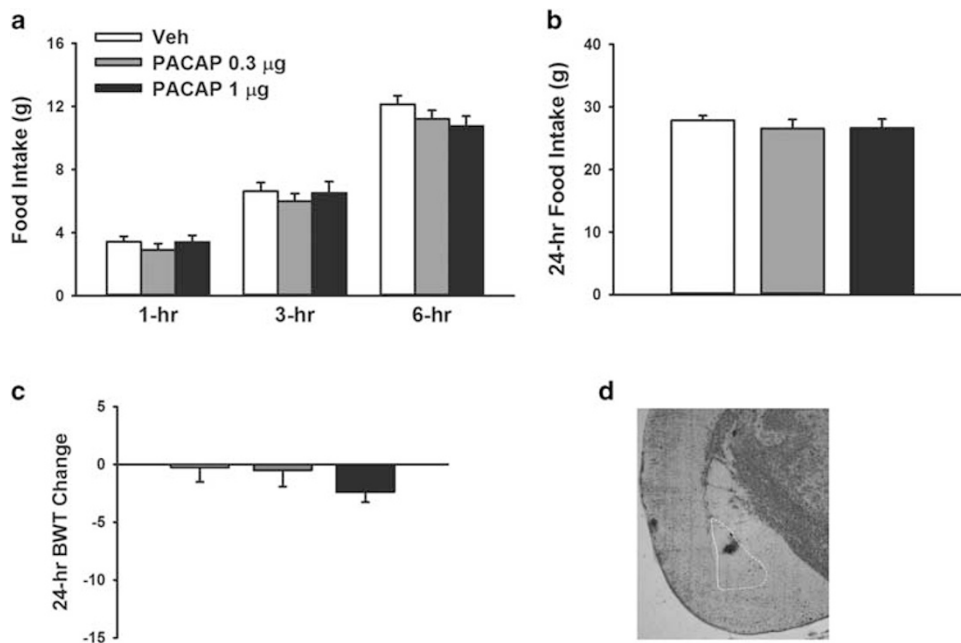 a
Veh
PACAP 0.3 μg
PACAP 1 μg
Food Intake (g)
16
12
8
4
0
1-hr 3-hr 6-hr
b
24-hr Food Intake (g)
40
30
20
10
0
c
24-hr BWT Change
5
0
-5
-10
-15
d